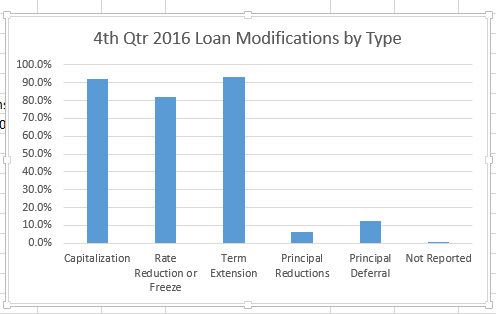 4th Qtr 2016 Loan Modifications by Type
100.0%
90.0%
80.0%
70.0%
60.0%
50.0%
40.0%
30.0%
20.0%
10.0%
0.0%
Capitalization
Rate
Reduction or
Freeze
Term
Extension
Principal
Reductions
Principal
Deferral
Not Reported